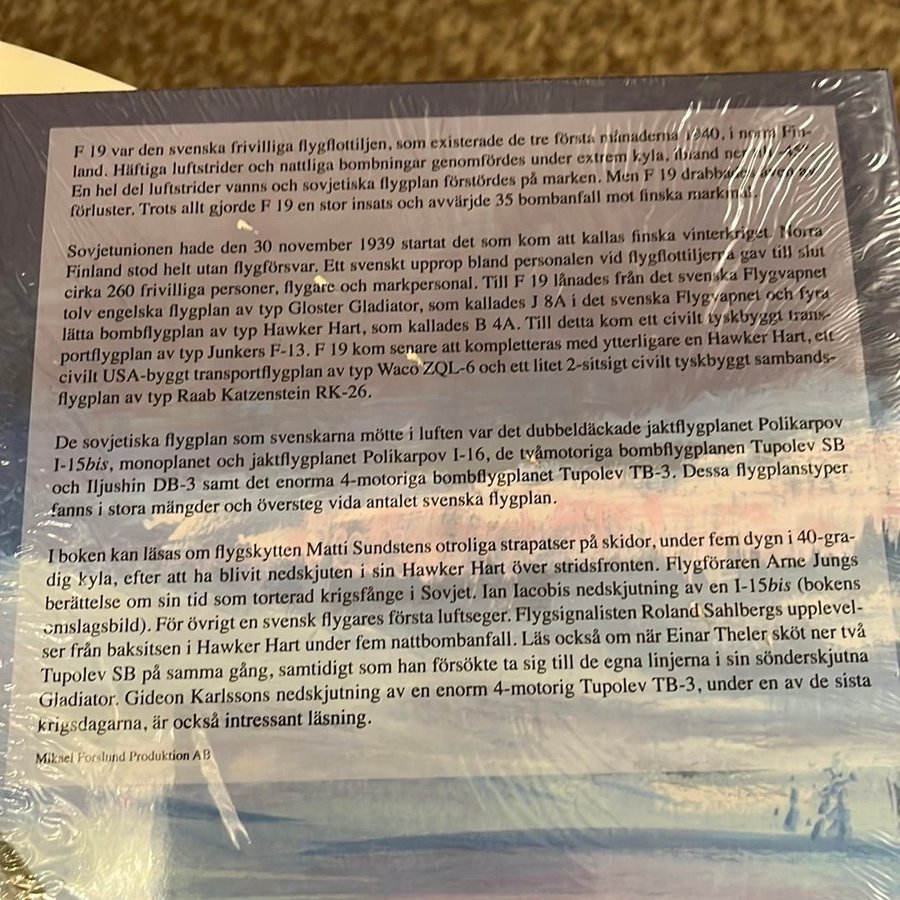 F 19 var den svenska frivilliga flygflottiljen, som existerade de tre första månaderna 1940, i norra Fin-
land. Häftiga luftstrider och nattliga bombningar genomfördes under extrem kyla, ibland ner
En hel del luftstrider vanns och sovjetiska flygplan förstördes på marken. Men F 19 drabbades även av
förluster. Trots allt gjorde F 19 en stor insats och avvärjde 35 bombanfall mot finska markmål.
Sovjetunionen hade den 30 november 1939 startat det som kom att kallas finska vinterkriget. Norra
Finland stod helt utan flygförsvar. Ett svenskt upprop bland personalen vid flygflottiljerna gav till slut
cirka 260 frivilliga personer, flygare och markpersonal. Till F 19 lånades från det svenska Flygvapnet
tolv engelska flygplan av typ Gloster Gladiator, som kallades J 8A i det svenska Flygvapnet och fyra
lätta bombflygplan av typ Hawker Hart, som kallades B 4A. Till detta kom ett civilt tyskbyggt trans-
portflygplan av typ Junkers F-13. F 19 kom senare att kompletteras med ytterligare en Hawker Hart, ett
civilt USA-byggt transportflygplan av typ Waco ZQL-6 och ett litet 2-sitsigt civilt tyskbyggt sambands-
flygplan av typ Raab Katzenstein RK-26.
De sovjetiska flygplan som svenskarna mötte i luften var det dubbeldäckade jaktflygplanet Polikarpov
I-15bis, monoplanet och jaktflygplanet Polikarpov I-16, de tvåmotoriga bombflygplanen Tupolev SB
och Iljushin DB-3 samt det enorma 4-motoriga bombflygplanet Tupolev TB-3. Dessa flygplanstyper
fanns i stora mängder och översteg vida antalet svenska flygplan.
I boken kan läsas om flygskytten Matti Sundstens otroliga strapatser på skidor, under fem dygn i 40-gra-
dig kyla, efter att ha blivit nedskjuten i sin Hawker Hart över stridsfronten. Flygföraren Arne Jungs
berättelse om sin tid som torterad krigsfånge i Sovjet. Ian Iacobis nedskjutning av en I-15bis (bokens
omslagsbild). För övrigt en svensk flygares första luftseger. Flygsignalisten Roland Sahlbergs upplevel-
ser från baksitsen i Hawker Hart under fem nattbombanfall. Läs också om när Einar Theler sköt ner två
Tupolev SB på samma gång, samtidigt som han försökte ta sig till de egna linjerna i sin sönderskjutna
Gladiator. Gideon Karlssons nedskjutning av en enorm 4-motorig Tupolev TB-3, under en av de sista
krigsdagarna, är också intressant läsning.
Mikael Forslund Produktion AB